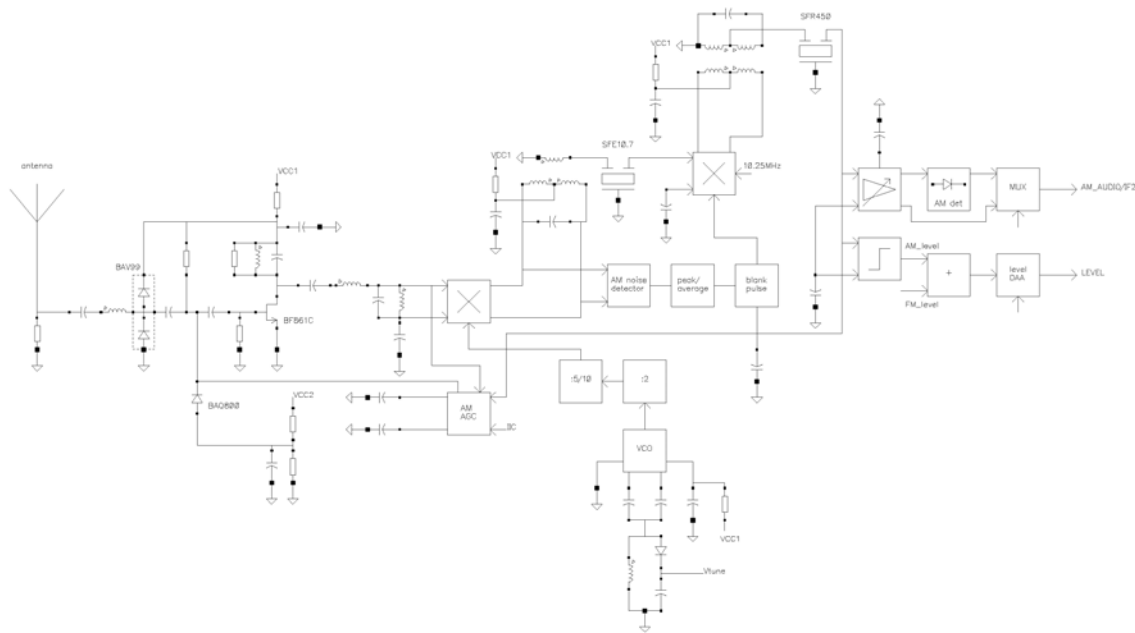 SFR450
VCC1
SFE10.7
VCC1
10.25MHz
antenna
VCC1
AM det
MUX
AM_AUDIO/IF2
BAV99
AM_level
AM noise
detector
peak/
average
blank
pulse
+
level
DAA
LEVEL
FM_level
BF861C
:5/10
:2
BAQ800
VCC2
AM
AGC
VCO
VCC1
Vtune